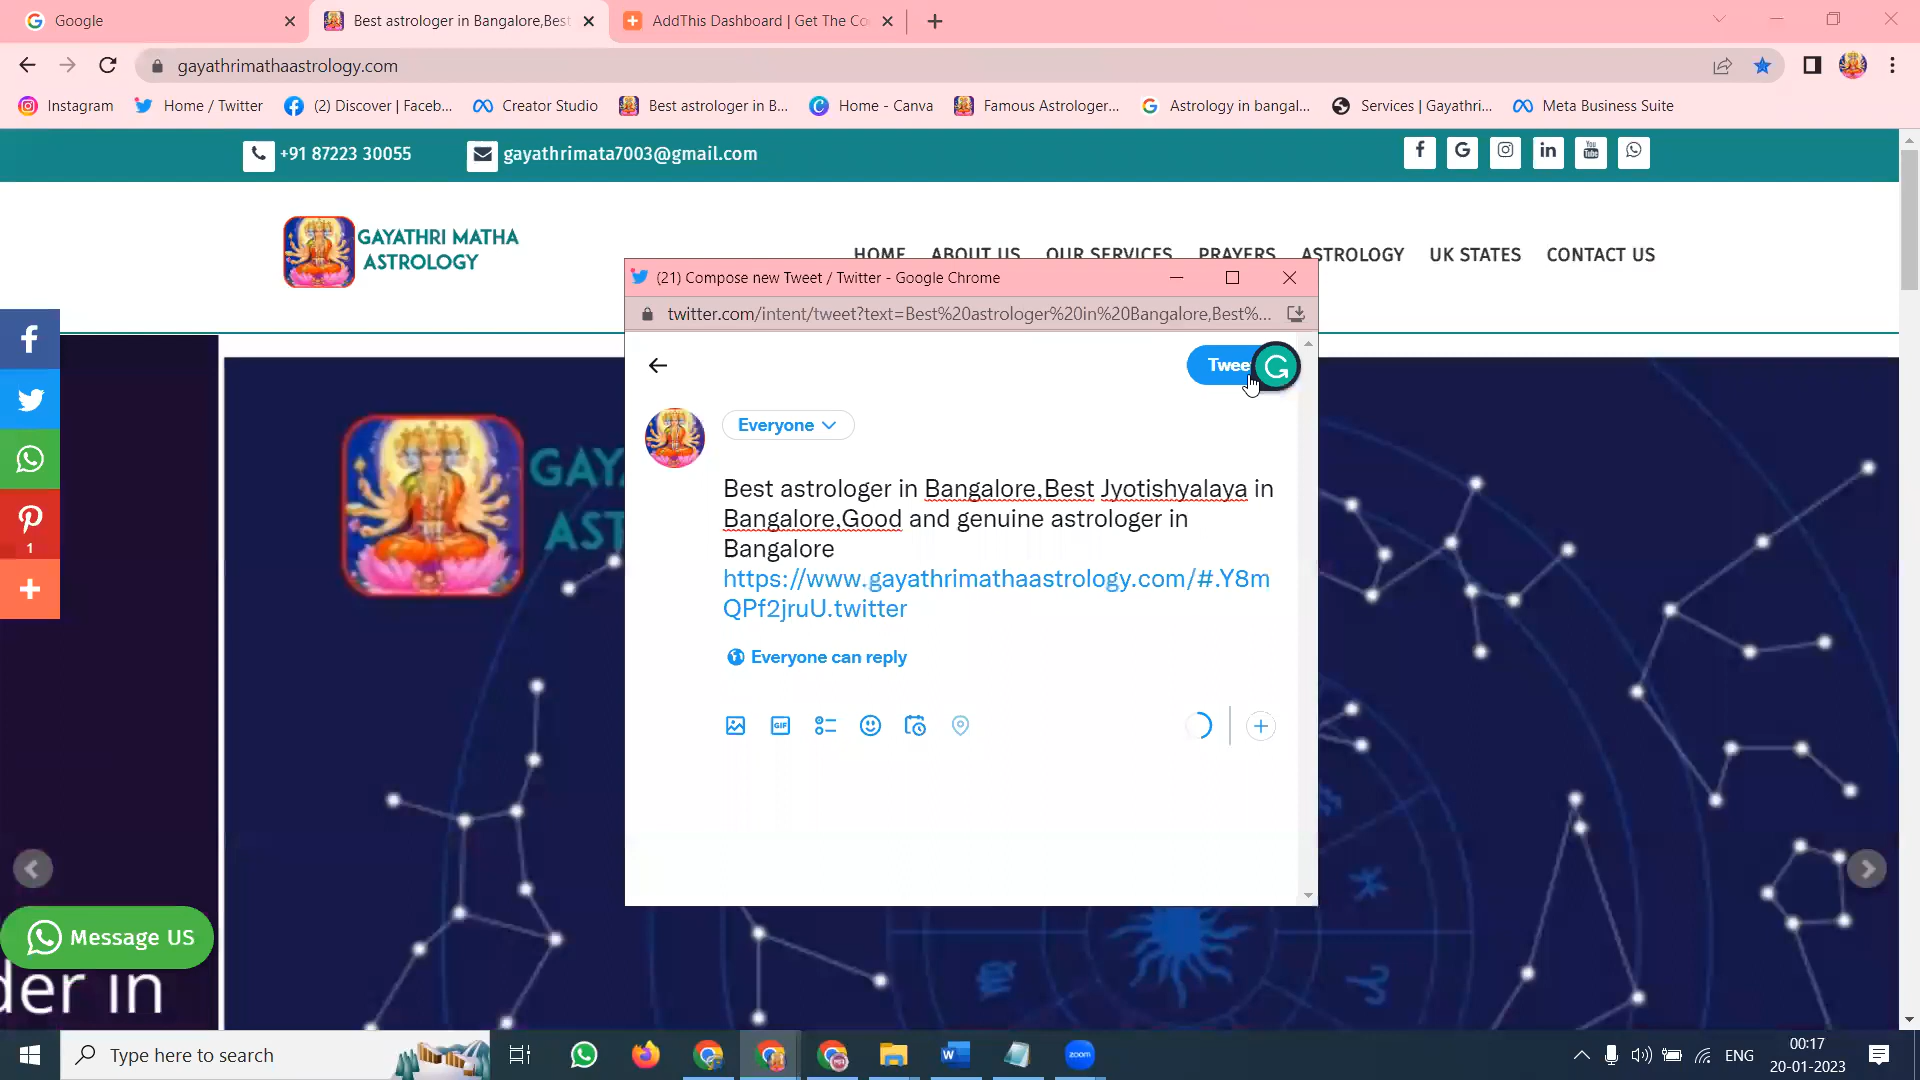 Google
Best astrologer in Bangalore,Best
AddThis Dashboard | Get The Co
gayathrimathaastrology.com
Instagram
Home / Twitter
(2) Discover | Faceb...
Creator Studio
Best astrologer in B...
Home - Canva
Famous Astrologer...
Astrology in bangal...
Services | Gayathri...
Meta Business Suite
+91 87223 30055
gayathrimata7003@gmail.com
GAYATHRI MATHA
ASTROLOGY
HOME
ABOUT US
OUR SERVICES
PRAYERS
ASTROLOGY
UK STATES
CONTACT US
(21) Compose new Tweet / Twitter - Google Chrome
twitter.com/intent/tweet?text=Best%20astrologer%20in%20Bangalore,Best%...
Twee
Everyone
Best astrologer in Bangalore,Best Jyotishyalaya in
Bangalore,Good and genuine astrologer in
Bangalore
https://www.gayathrimathaastrology.com/#.Y8m
QPf2jruU.twitter
Everyone can reply
GIF
GAY
AST
1
Message US
der in
Type here to search
zoom
ENG
00:17
20-01-2023